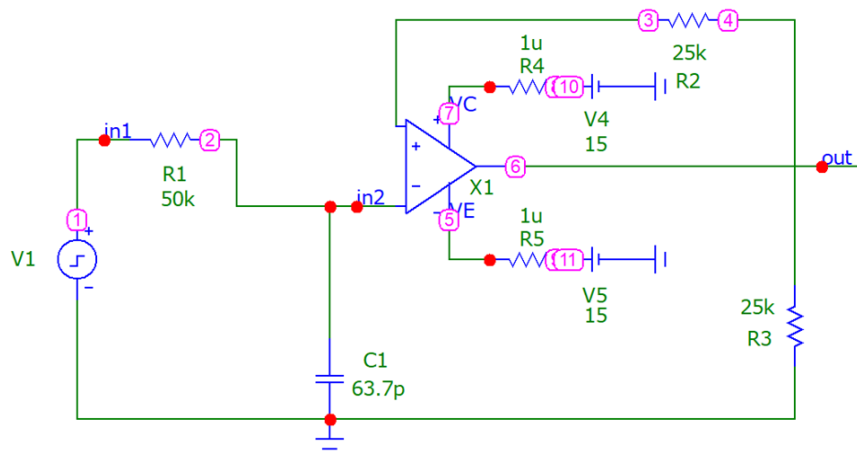 3
4
1u
25k
R4
R2
10
7
VC
V4
15
in1
+
2
+
6
out
R1
X1
50k
−
in2
−
VE
1u
5
R5
1
+
V1
11
−
V5
25k
15
R3
C1
63.7p